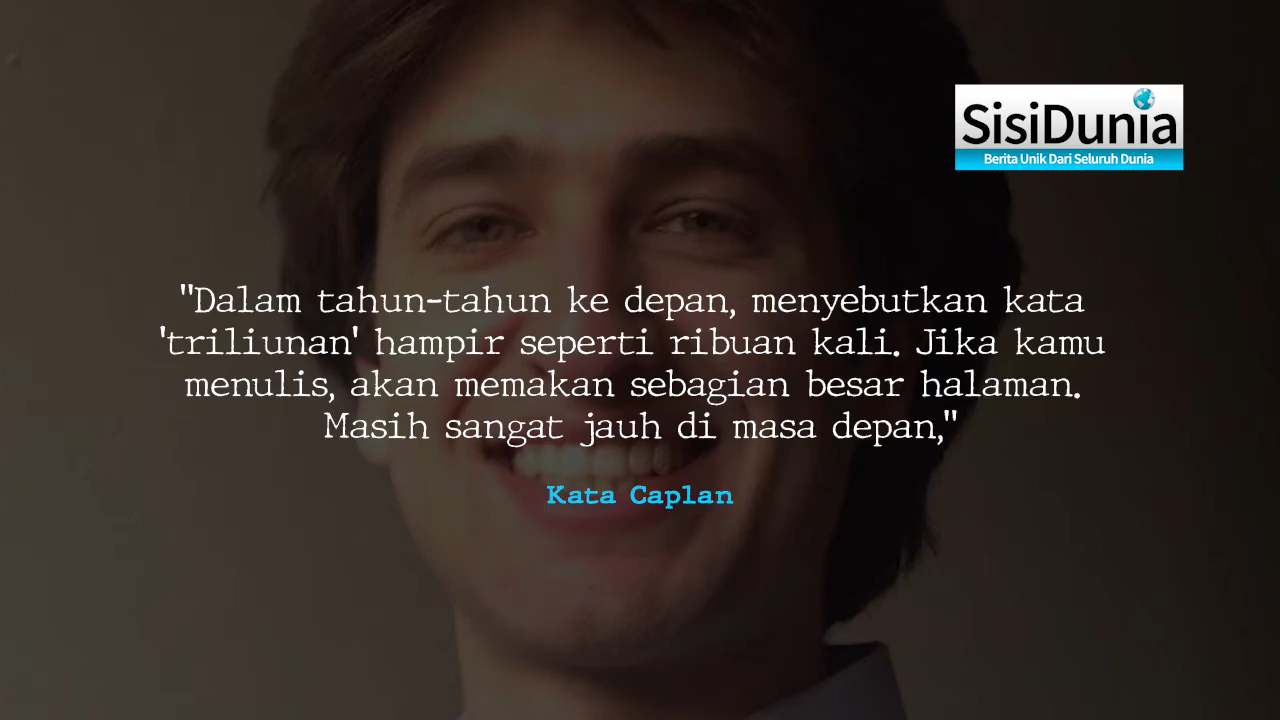 SisiDunia
Berita Unik Dari Seluruh Dunia
"Dalam tahun-tahun ke depan, menyebutkan kata
'triliunan' hampir seperti ribuan kali. Jika kamu
menulis, akan memakan sebagian besar halaman.
Masih sangat jauh di masa depan,"
Kata Caplan